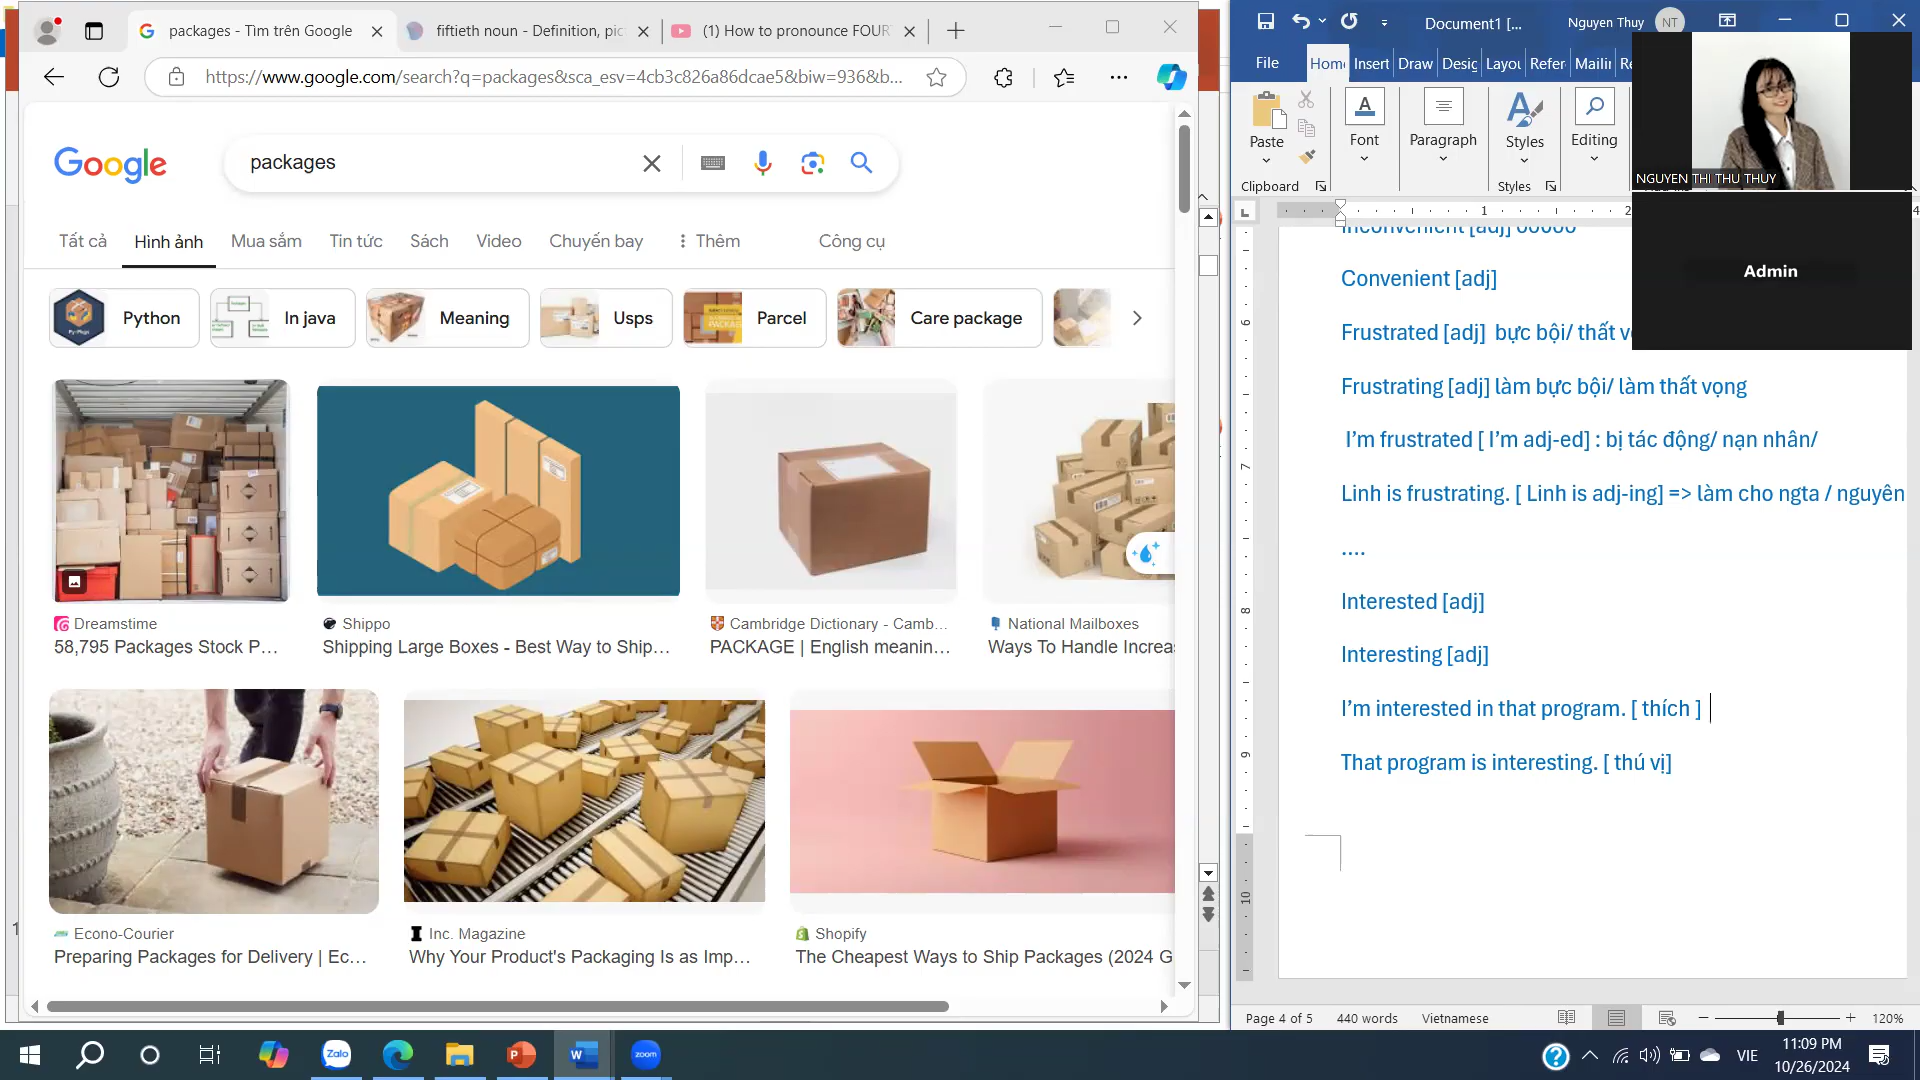 packages - Tìm trên Google
fiftieth noun - Definition, pic
(1) How to pronounce FOUR
https://www.google.com/search?q=packages&sca_esv=4cb3c826a86dcae5&biw=936&b...
Google
packages
Tất cả
Hình ảnh
Mua sắm
Tin tức
Sách
Video
Chuyến bay
Thêm
Công cụ
Python
In java
Meaning
Usps
Parcel
Care package
Dreamstime
58,795 Packages Stock P...
Shippo
Shipping Large Boxes - Best Way to Ship...
Cambridge Dictionary - Camb...
PACKAGE | English meanin...
National Mailboxes
Ways To Handle Increa
Econo-Courier
Preparing Packages for Delivery | Ec...
Inc. Magazine
Why Your Product's Packaging Is as Imp...
Shopify
The Cheapest Ways to Ship Packages (2024 G
Document1 [...
Nguyen Thuy
NT
File
Home
Insert
Draw
Desig
Layou
Refer
Mailin
Re
Paste
Font
Paragraph
Styles
Editing
Clipboard
Styles
NGUYEN THI THU THUY
Admin
Convenient [adj]
Frustrated [adj] bực bội/ thất v
Frustrating [adj] làm bực bội/ làm thất vọng
I’m frustrated [ I’m adj-ed] : bị tác động/ nạn nhân/
Linh is frustrating. [ Linh is adj-ing] => làm cho ngta / nguyên
....
Interested [adj]
Interesting [adj]
I’m interested in that program. [ thích ]
That program is interesting. [ thú vị]
Page 4 of 5
440 words
Vietnamese
120%
Zalo
zoom
VIE
11:09 PM
10/26/2024